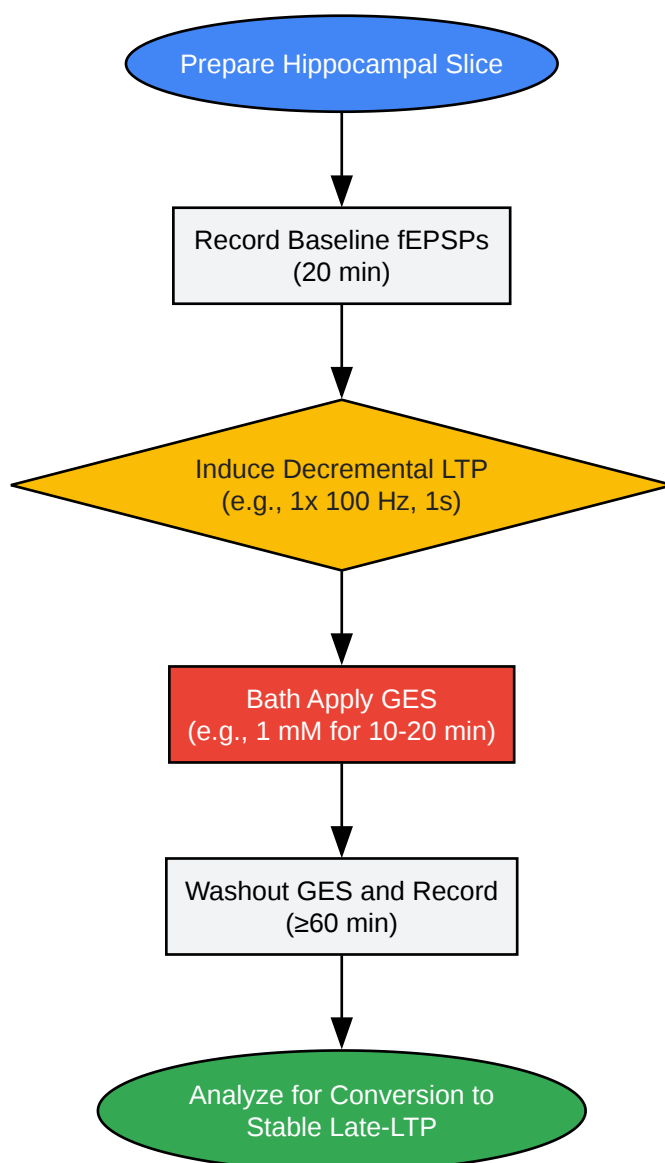 Prepare Hippocampal Slice
Record Baseline fEPSPs
(20 min)
Induce Decremental LTP
(e.g., 1x 100 Hz, 1s)
Bath Apply GES
(e.g., 1 mM for 10-20 min)
Washout GES and Record
(≥60 min)
Analyze for Conversion to
Stable Late-LTP